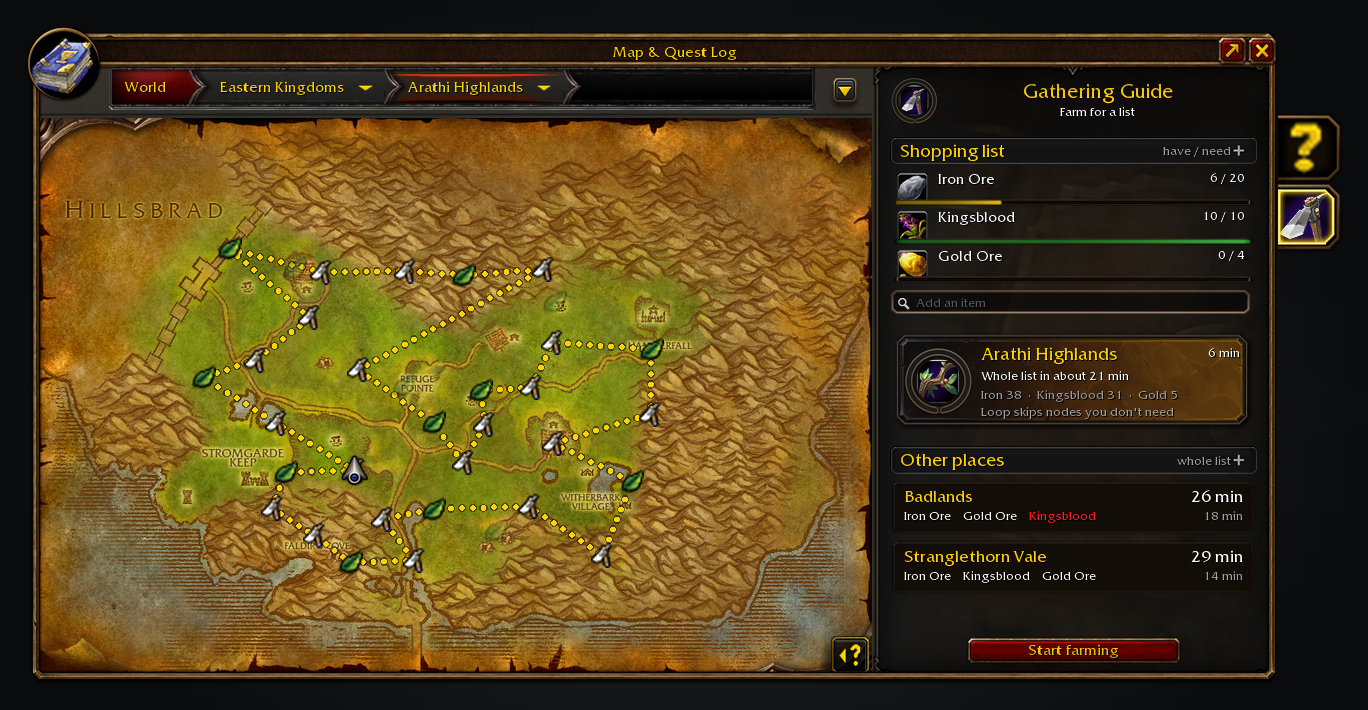 Map & Quest Log
World
Eastern Kingdoms
Arathi Highlands
HILLSBRAD
REFUGE
POINTE
STROMGARDE
KEEP
WITHERBARK
VILLAGE
Gathering Guide
Farm for a list
Shopping list
have / need +
Iron Ore
6 / 20
Kingsblood
10 / 10
Gold Ore
0 / 4
Add an item
Arathi Highlands
6 min
Whole list in about 21 min
Iron 38 · Kingsblood 31 · Gold 5
Loop skips nodes you don't need
Other places
whole list +
Badlands
26 min
Iron Ore Gold Ore Kingsblood
18 min
Stranglethorn Vale
29 min
Iron Ore Kingsblood Gold Ore
14 min
Start farming
?
?